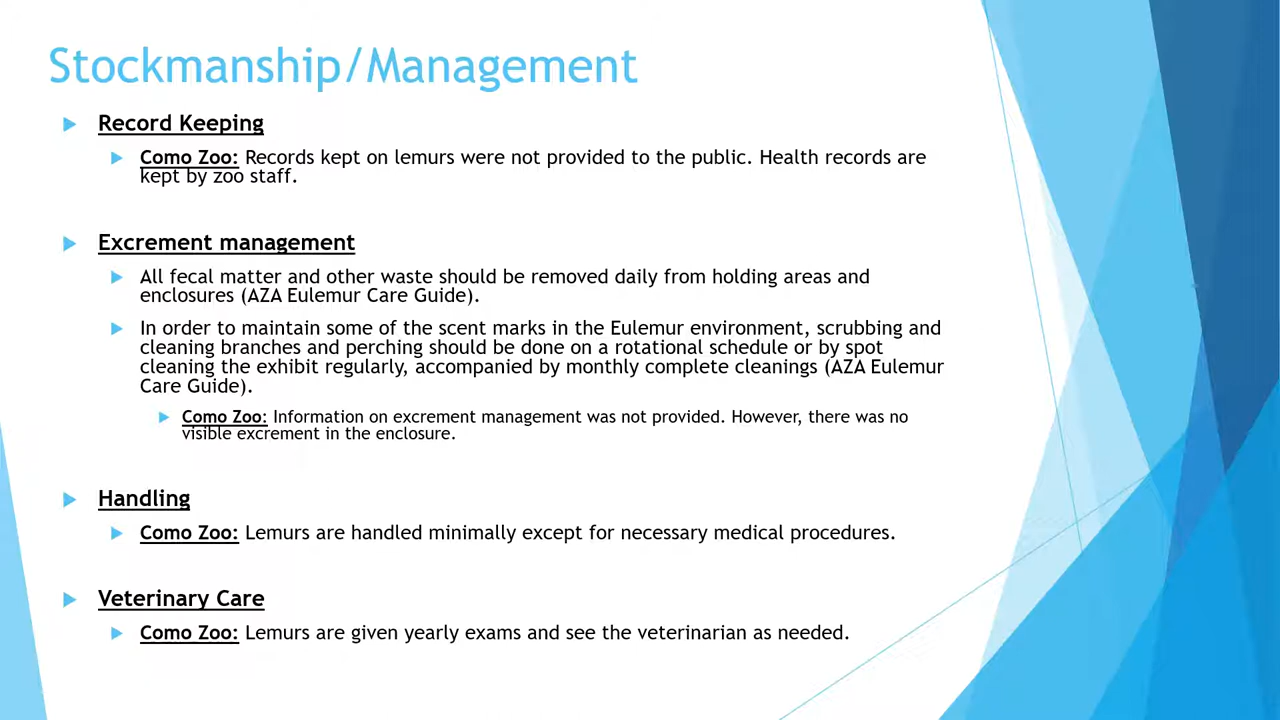 Stockmanship/Management
Record Keeping
Como Zoo: Records kept on lemurs were not provided to the public. Health records are
kept by zoo staff.
Excrement management
All fecal matter and other waste should be removed daily from holding areas and
enclosures (AZA Eulemur Care Guide).
In order to maintain some of the scent marks in the Eulemur environment, scrubbing and
cleaning branches and perching should be done on a rotational schedule or by spot
cleaning the exhibit regularly, accompanied by monthly complete cleanings (AZA Eulemur
Care Guide).
Como Zoo: Information on excrement management was not provided. However, there was no
visible excrement in the enclosure.
Handling
Como Zoo: Lemurs are handled minimally except for necessary medical procedures.
Veterinary Care
Como Zoo: Lemurs are given yearly exams and see the veterinarian as needed.